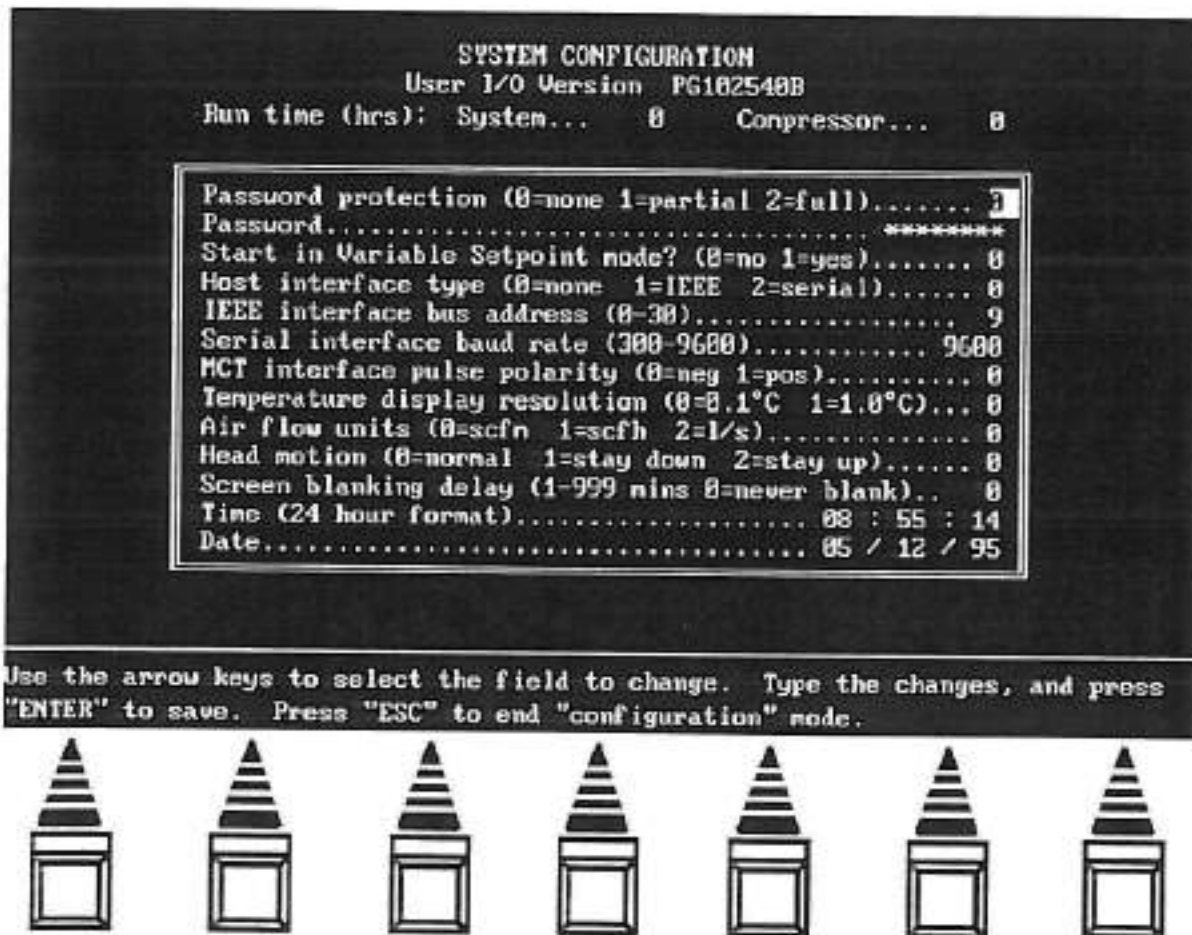 SYSTEM CONFIGURATION
User I/O Version PG102540B
Run time (hrs): System... 0 Compressor... 0
Password protection (0=none 1=partial 2=full)....... 0
Password..................................... ********
Start in Variable Setpoint mode? (0=no 1=yes)....... 0
Host interface type (0=none 1=IEEE 2=serial)...... 0
IEEE interface bus address (0-30)................... 9
Serial interface baud rate (300-9600)............. 9600
MCT interface pulse polarity (0=neg 1=pos).......... 0
Temperature display resolution (0=0.1°C 1=1.0°C)... 0
Air flow units (0=scfm 1=scfh 2=l/s)............... 0
Head motion (0=normal 1=stay down 2=stay up)...... 0
Screen blanking delay (1-999 mins 0=never blank).. 0
Time (24 hour format)..................... 08 : 55 : 14
Date....................................... 05 / 12 / 95
Use the arrow keys to select the field to change. Type the changes, and press
"ENTER" to save. Press "ESC" to end "configuration" mode.